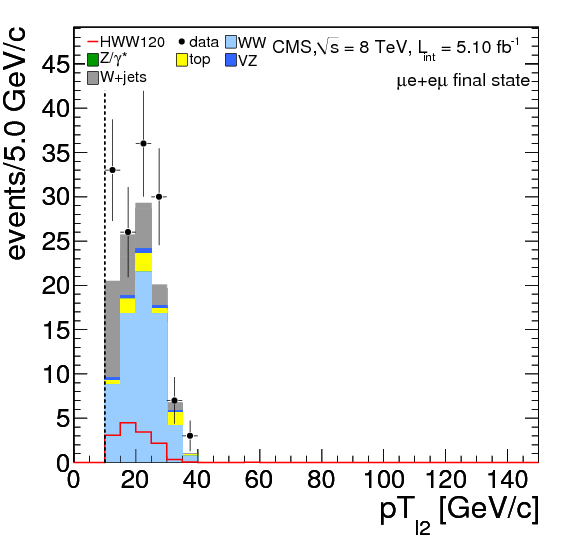 HWW120 data WW CMS,√s = 8 TeV, L_int = 5.10 fb⁻¹
Z/γ* top VZ
W+jets μe+eμ final state
events/5.0 GeV/c
45
40
35
30
25
20
15
10
5
0
0 20 40 60 80 100 120 140
pT_l2 [GeV/c]